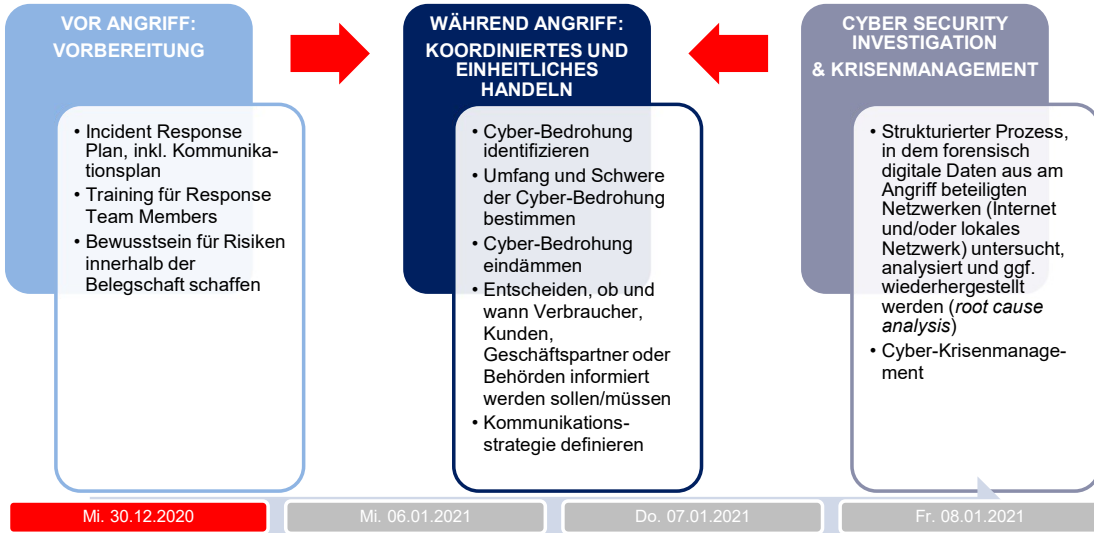 VOR ANGRIFF:
VORBEREITUNG
• Incident Response
Plan, inkl. Kommunika-
tionsplan
• Training für Response
Team Members
• Bewusstsein für Risiken
innerhalb der
Belegschaft schaffen
WÄHREND ANGRIFF:
KOORDINIERTES UND
EINHEITLICHES
HANDELN
• Cyber-Bedrohung
identifizieren
• Umfang und Schwere
der Cyber-Bedrohung
bestimmen
• Cyber-Bedrohung
eindämmen
• Entscheiden, ob und
wann Verbraucher,
Kunden,
Geschäftspartner oder
Behörden informiert
werden sollen/müssen
• Kommunikations-
strategie definieren
CYBER SECURITY
INVESTIGATION
& KRISENMANAGEMENT
• Strukturierter Prozess,
in dem forensisch
digitale Daten aus am
Angriff beteiligten
Netzwerken (Internet
und/oder lokales
Netzwerk) untersucht,
analysiert und ggf.
wiederhergestellt
werden (root cause
analysis)
• Cyber-Krisenmanage-
ment
Mi. 30.12.2020
Mi. 06.01.2021
Do. 07.01.2021
Fr. 08.01.2021